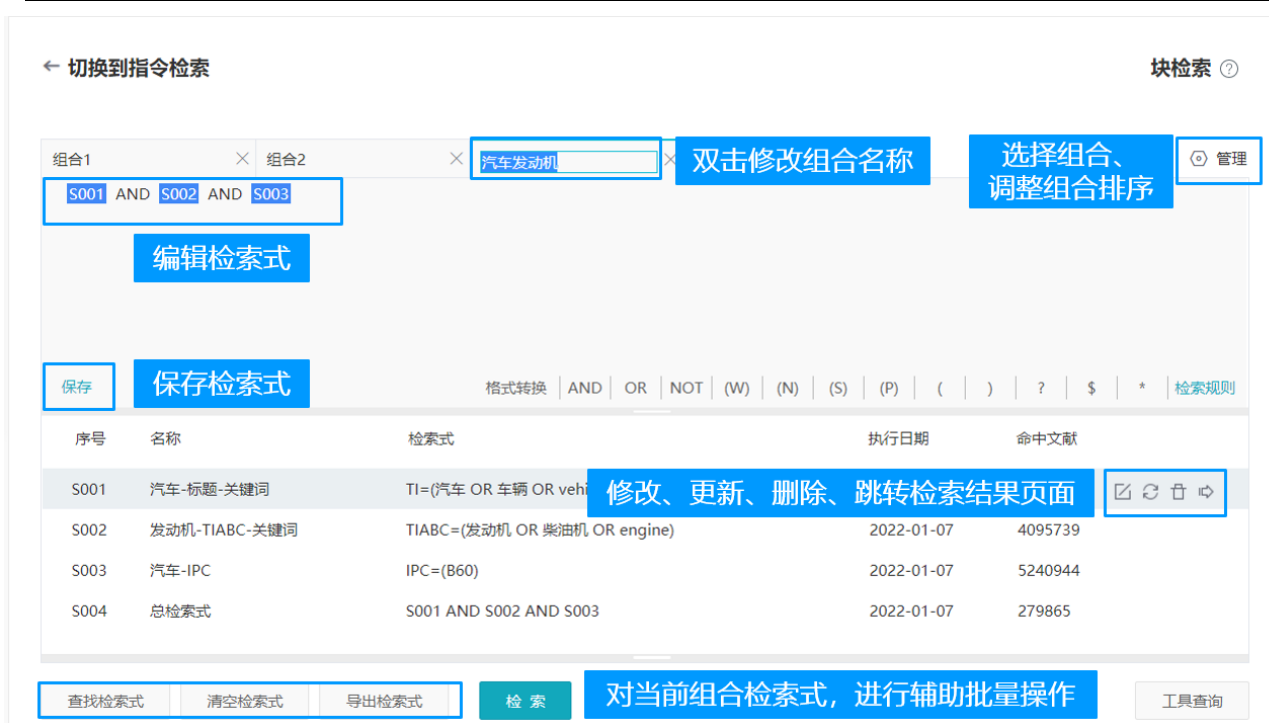 ← 切换到指令检索
块检索 ?
组合1 × 组合2 × 汽车发动机 × 双击修改组合名称
选择组合、
调整组合排序
管理
S001 AND S002 AND S003
编辑检索式
保存 保存检索式 格式转换 AND OR NOT (W) (N) (S) (P) ( ) ? $ * 检索规则
序号 名称 检索式 执行日期 命中文献
S001 汽车-标题-关键词 TI=(汽车 OR 车辆 OR vehi 修改、更新、删除、跳转检索结果页面
S002 发动机-TIABC-关键词 TIABC=(发动机 OR 柴油机 OR engine) 2022-01-07 4095739
S003 汽车-IPC IPC=(B60) 2022-01-07 5240944
S004 总检索式 S001 AND S002 AND S003 2022-01-07 279865
查找检索式 清空检索式 导出检索式 检 索 对当前组合检索式，进行辅助批量操作 工具查询